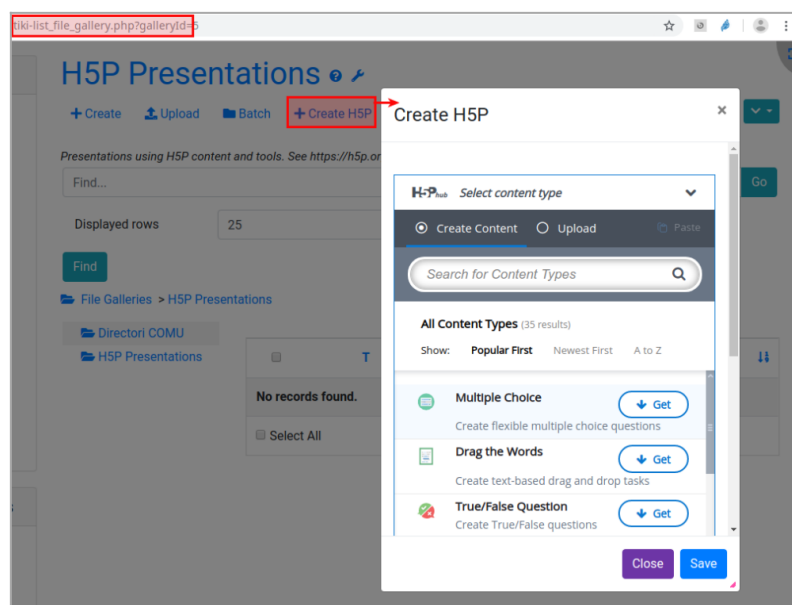 tiki-list_file_gallery.php?galleryId=5
H5P Presentations
Create Upload Batch Create H5P
Presentations using H5P content and tools. See https://h5p.or
Find... Go
Displayed rows 25
Find
File Galleries > H5P Presentations
Directori COMU
H5P Presentations
T
No records found.
Select All
Create H5P ×
H5P hub Select content type
Create Content Upload Paste
Search for Content Types
All Content Types (35 results)
Show: Popular First Newest First A to Z
Multiple Choice Get
Create flexible multiple choice questions
Drag the Words Get
Create text-based drag and drop tasks
True/False Question Get
Create True/False questions
Close Save